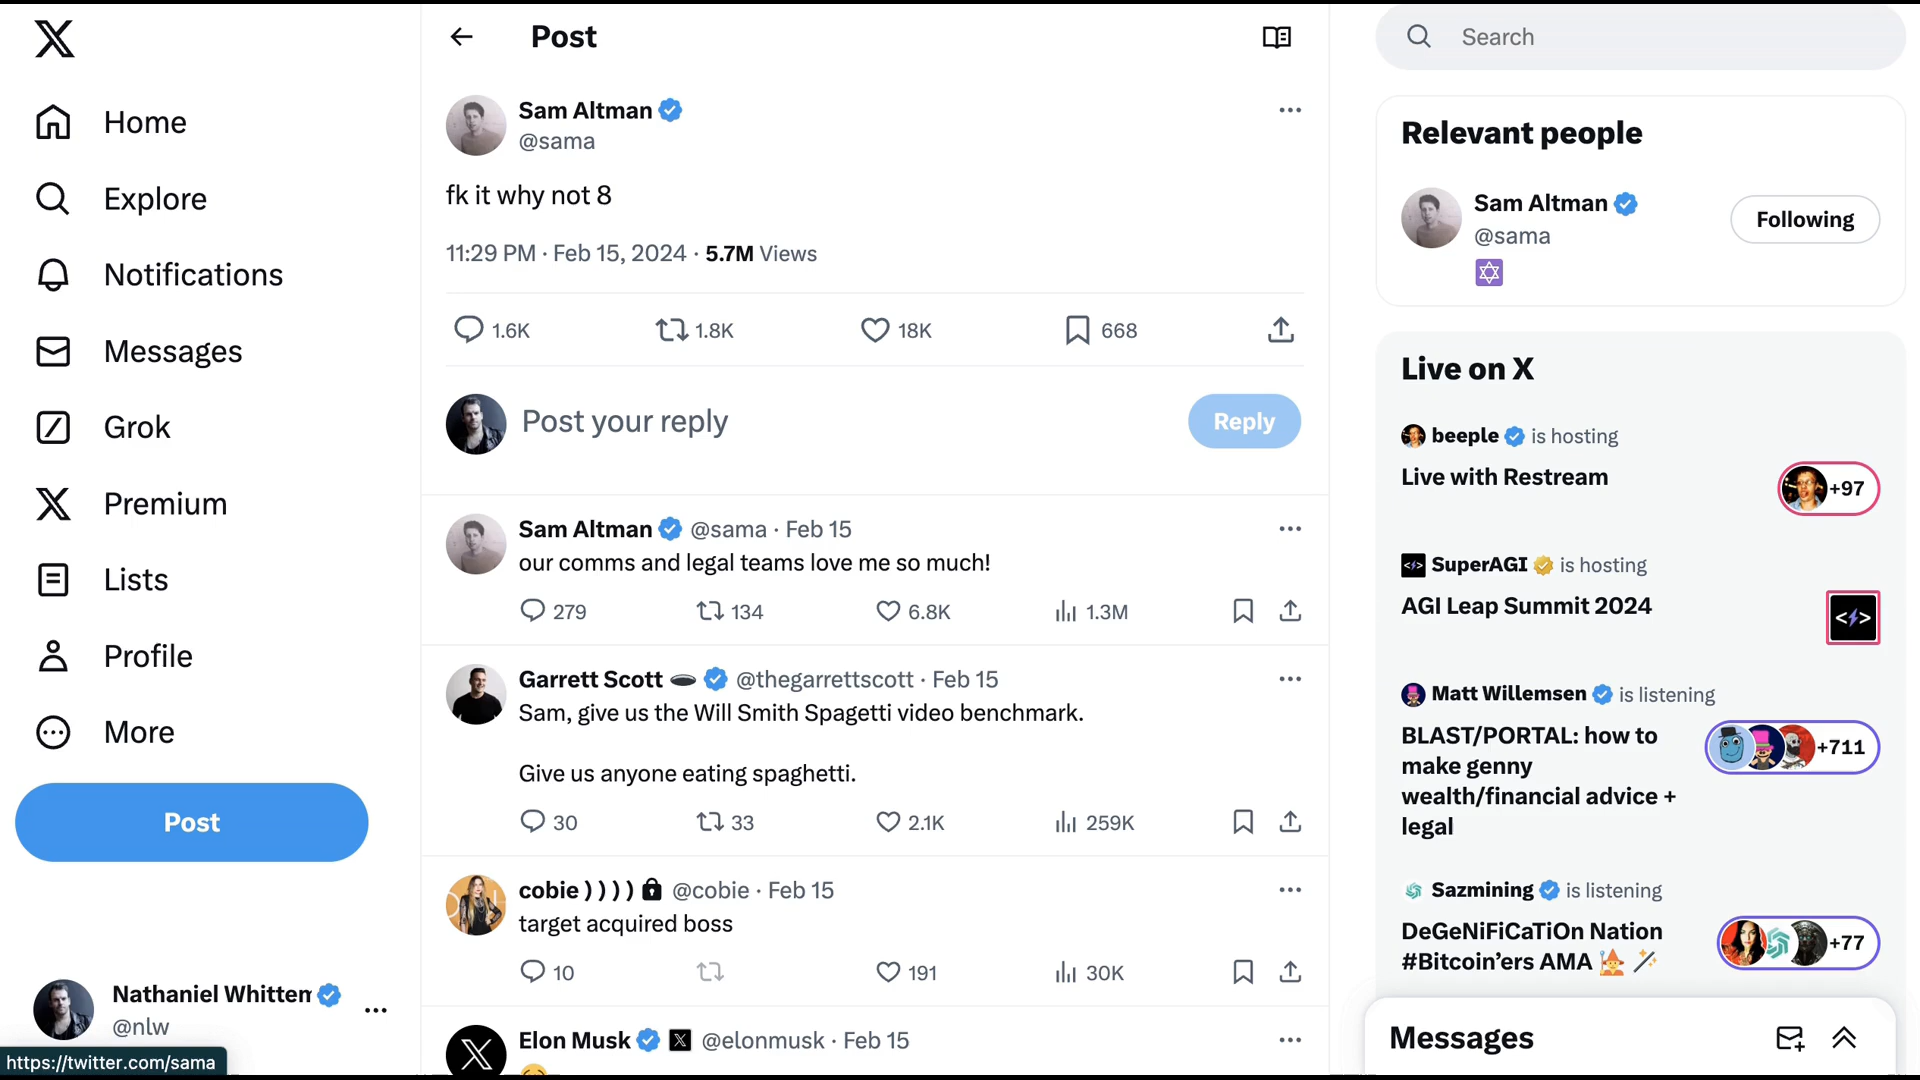 Home
Explore
Notifications
Messages
Grok
Premium
Lists
Profile
More
Post
Nathaniel Whittem
@nlw
https://twitter.com/sama
Post
Sam Altman
@sama
fk it why not 8
11:29 PM · Feb 15, 2024 · 5.7M Views
1.6K 1.8K 18K 668
Post your reply
Reply
Sam Altman @sama · Feb 15
our comms and legal teams love me so much!
279 134 6.8K 1.3M
Garrett Scott 🕳 @thegarrettscott · Feb 15
Sam, give us the Will Smith Spagetti video benchmark.
Give us anyone eating spaghetti.
30 33 2.1K 259K
cobie ) ) ) ) @cobie · Feb 15
target acquired boss
10 191 30K
Elon Musk @elonmusk · Feb 15
Search
Relevant people
Sam Altman
@sama
Following
Live on X
beeple is hosting
Live with Restream
+97
SuperAGI is hosting
AGI Leap Summit 2024
Matt Willemsen is listening
BLAST/PORTAL: how to
make genny
wealth/financial advice +
legal
+711
Sazmining is listening
DeGeNiFiCaTiOn Nation
#Bitcoin’ers AMA
+77
Messages